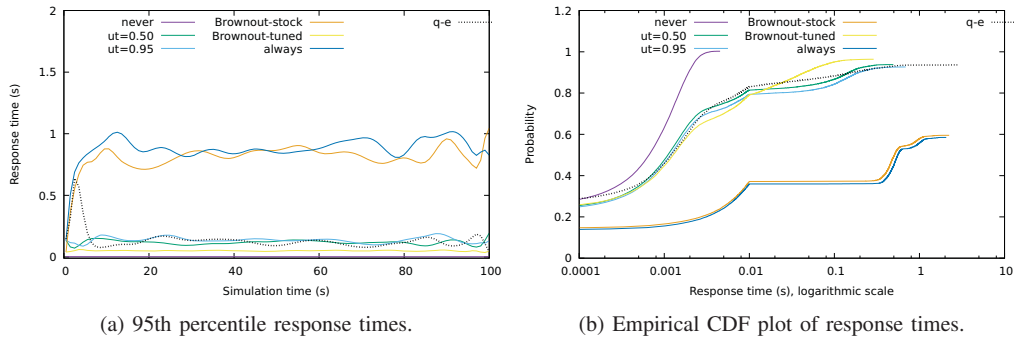 never
ut=0.50
ut=0.95
Brownout-stock
Brownout-tuned
always
q-e
2
1.5
1
0.5
0
0 20 40 60 80 100
Response time (s)
Simulation time (s)
(a) 95th percentile response times.
never
ut=0.50
ut=0.95
Brownout-stock
Brownout-tuned
always
q-e
1.2
1
0.8
0.6
0.4
0.2
0
0.0001 0.001 0.01 0.1 1 10
Probability
Response time (s), logarithmic scale
(b) Empirical CDF plot of response times.